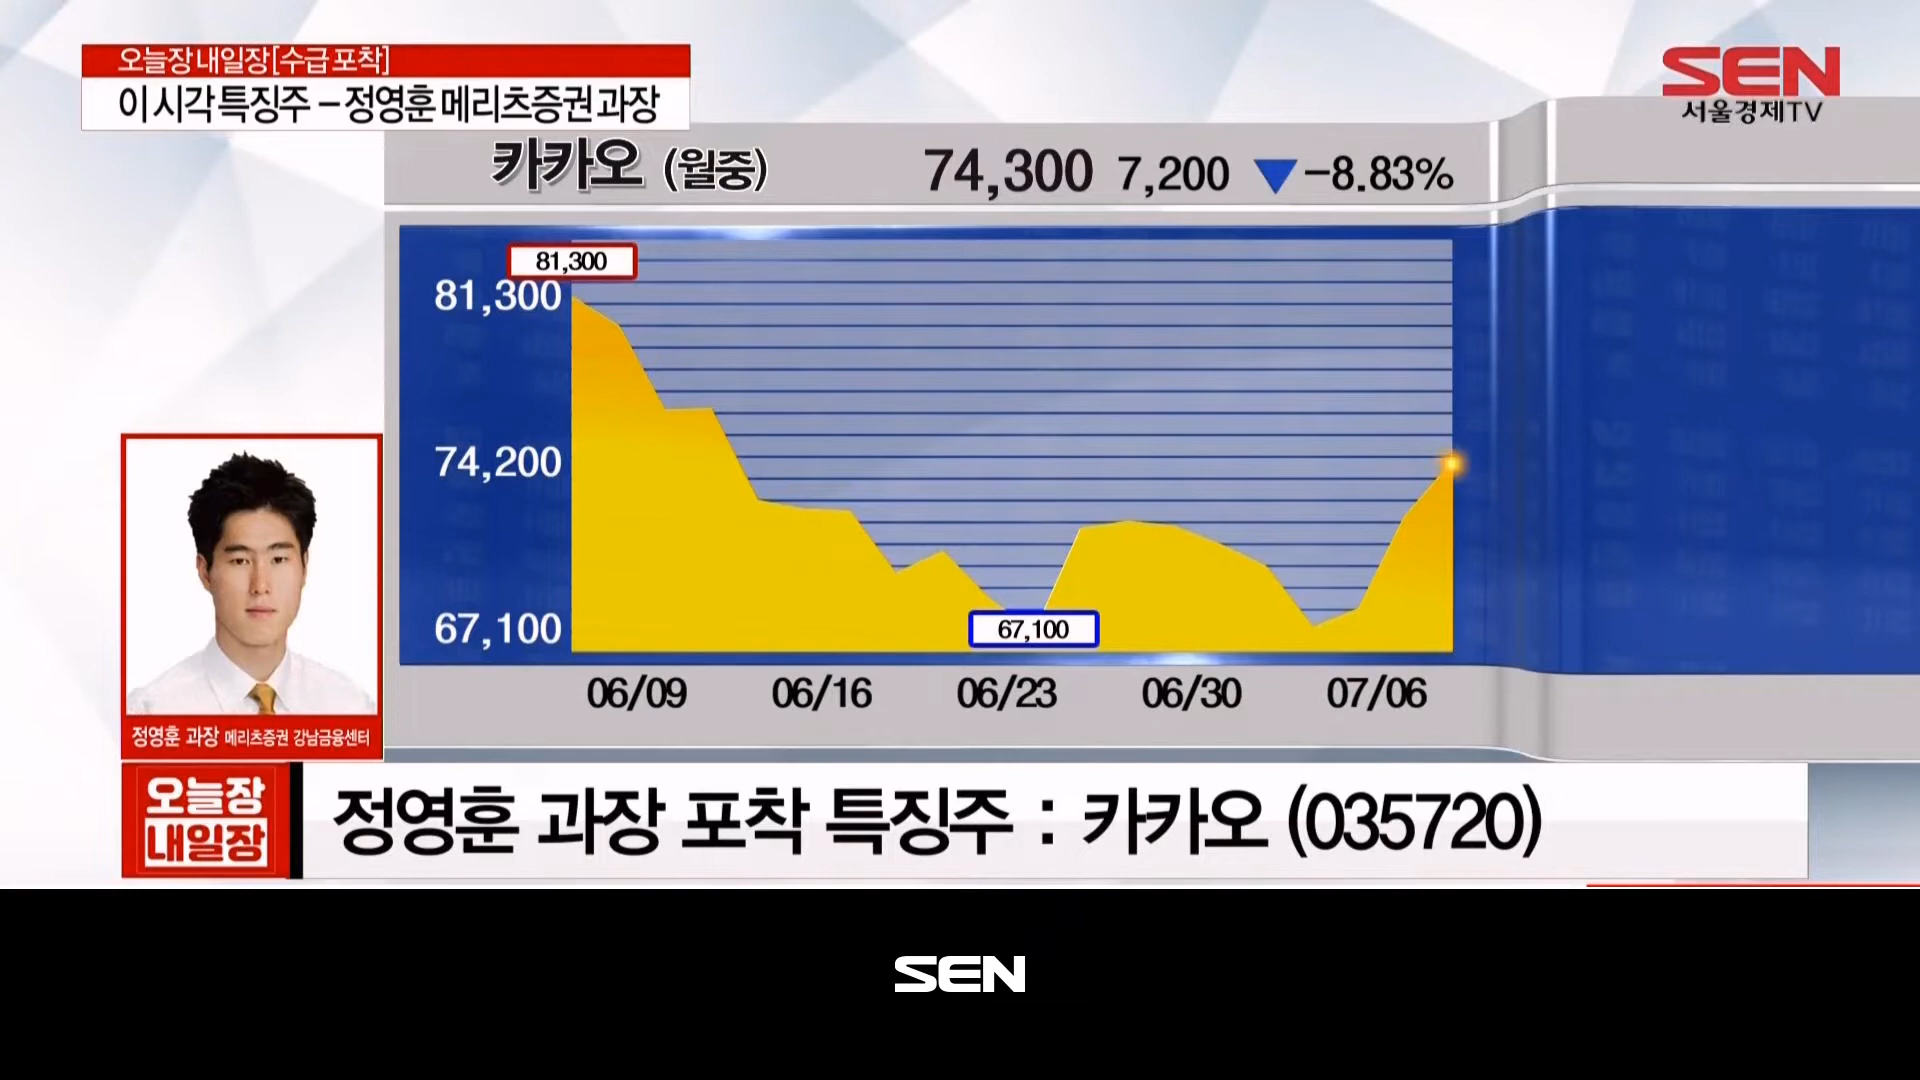 오늘장 내일장[수급 포착]
이 시각 특징주 - 정영훈 메리츠증권 과장
SEN
서울경제TV
카카오 (월중) 74,300 7,200 ▼-8.83%
81,300
81,300
74,200
67,100
67,100
06/09 06/16 06/23 06/30 07/06
정영훈 과장 메리츠증권 강남금융센터
오늘장
내일장
정영훈 과장 포착 특징주 : 카카오 (035720)
SEN